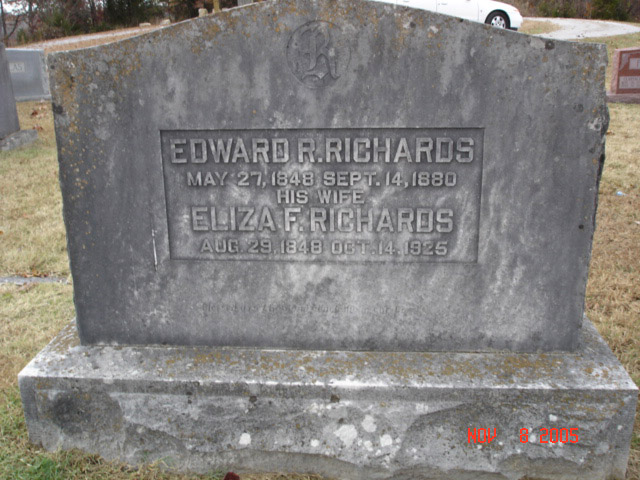 R
EDWARD R. RICHARDS
MAY 27, 1848 SEPT. 14, 1880
HIS WIFE
ELIZA F. RICHARDS
AUG. 29, 1848 OCT. 14, 1925
NOV 8 2005